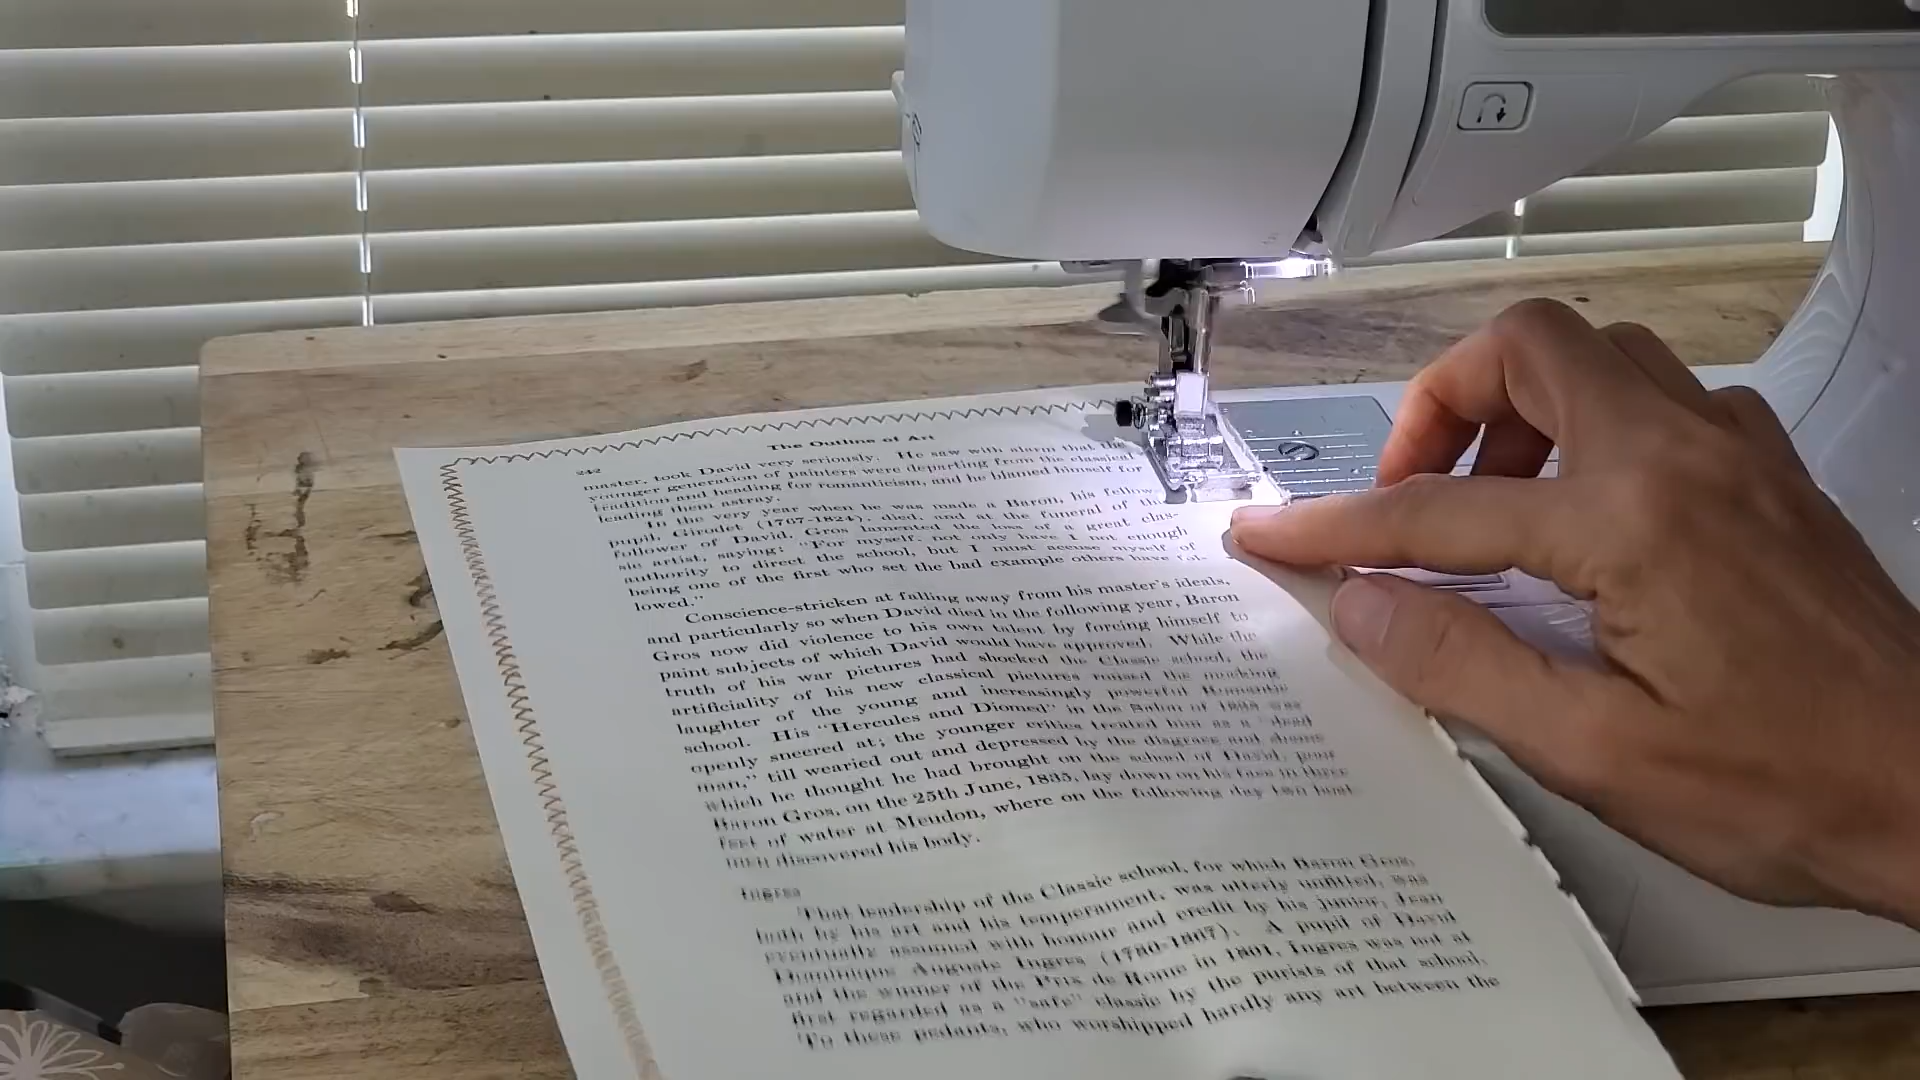 The Outline of Art
242
master, took David very seriously. He saw with alarm that the
younger generation of painters were departing from the classical
tradition and heading for romanticism, and he blamed himself for
leading them astray.
In the very year when he was made a Baron, his fellow
pupil, Girodet (1767-1824), died, and at the funeral of this
follower of David, Gros lamented the loss of a great clas-
sic artist, saying: “For myself, not only have I not enough
authority to direct the school, but I must accuse myself of
being one of the first who set the bad example others have fol-
lowed.”
Conscience-stricken at falling away from his master's ideals,
and particularly so when David died in the following year, Baron
Gros now did violence to his own talent by forcing himself to
paint subjects of which David would have approved. While the
truth of his war pictures had shocked the Classic school, the
artificiality of his new classical pictures raised the mocking
laughter of the young and increasingly powerful Romantic
school. His “Hercules and Diomed” in the Salon of was
openly sneered at; the younger critics treated him as a “dead
man,” till wearied out and depressed by the disgrace and
which he thought he had brought on the school of David, poor
Baron Gros, on the 25th June, 1835, lay down on his face in three
feet of water at Meudon, where on the following day two boat-
men discovered his body.
Ingres
That leadership of the Classic school, for which Baron Gros,
both by his art and his temperament, was utterly unfitted, was
eventually assumed with honour and credit by his junior, Jean
Dominique Auguste Ingres (1780-1867). A pupil of David
and the winner of the Prix de Rome in 1801, Ingres was not at
first regarded as a “safe” classic by the purists of that school.
To these pedants, who worshipped hardly any art between the